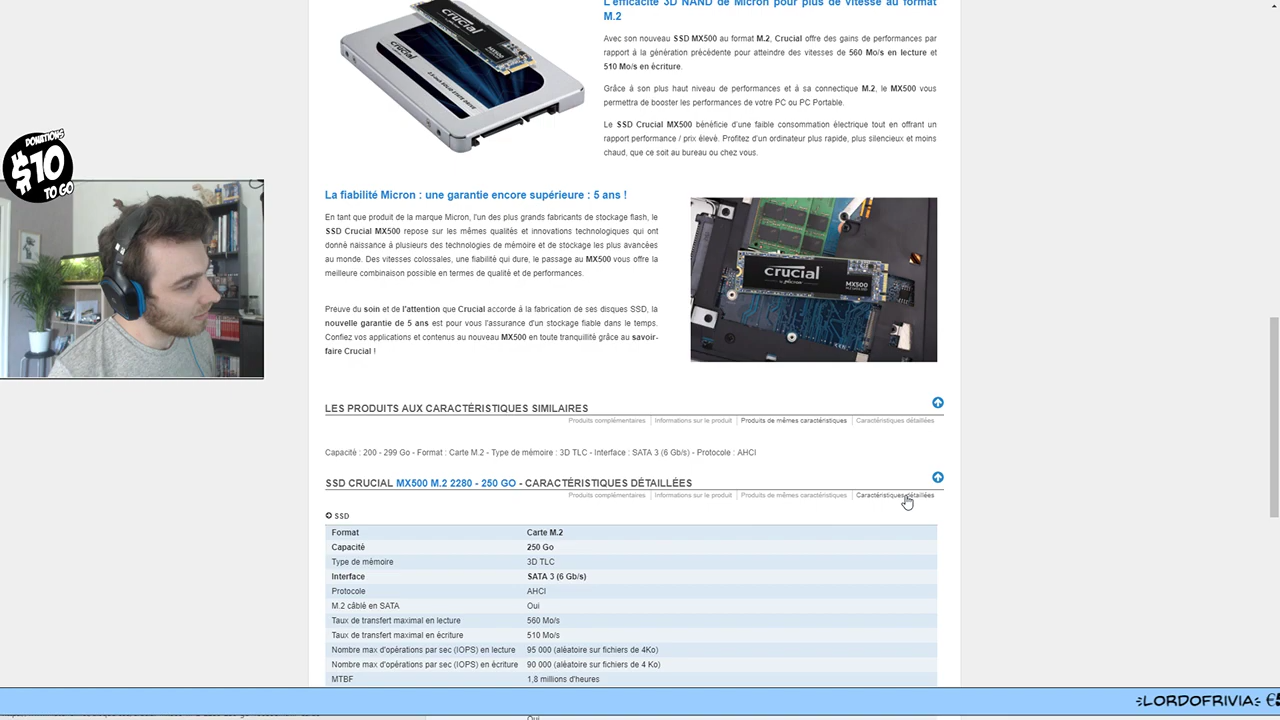 L'efficacité 3D NAND de Micron pour plus de vitesse au format
M.2
Avec son nouveau SSD MX500 au format M.2, Crucial offre des gains de performances par
rapport à la génération précédente pour atteindre des vitesses de 560 Mo/s en lecture et
510 Mo/s en écriture.
Grâce à son plus haut niveau de performances et à sa connectique M.2, le MX500 vous
permettra de booster les performances de votre PC ou PC Portable.
Le SSD Crucial MX500 bénéficie d'une faible consommation électrique tout en offrant un
rapport performance / prix élevé. Profitez d'un ordinateur plus rapide, plus silencieux et moins
chaud, que ce soit au bureau ou chez vous.
crucial
crucial
DONATIONS
$10
TO GO
La fiabilité Micron : une garantie encore supérieure : 5 ans !
En tant que produit de la marque Micron, l'un des plus grands fabricants de stockage flash, le
SSD Crucial MX500 repose sur les mêmes qualités et innovations technologiques qui ont
donné naissance à plusieurs des technologies de mémoire et de stockage les plus avancées
au monde. Des vitesses colossales, une fiabilité qui dure, le passage au MX500 vous offre la
meilleure combinaison possible en termes de qualité et de performances.
Preuve du soin et de l'attention que Crucial accorde à la fabrication de ses disques SSD, la
nouvelle garantie de 5 ans est pour vous l'assurance d'un stockage fiable dans le temps.
Confiez vos applications et contenus au nouveau MX500 en toute tranquillité grâce au savoir-
faire Crucial !
crucial
MX500
LES PRODUITS AUX CARACTÉRISTIQUES SIMILAIRES
Produits complémentaires | Informations sur le produit | Produits de mêmes caractéristiques | Caractéristiques détaillées
Capacité : 200 - 299 Go - Format : Carte M.2 - Type de mémoire : 3D TLC - Interface : SATA 3 (6 Gb/s) - Protocole : AHCI
SSD CRUCIAL MX500 M.2 2280 - 250 GO - CARACTÉRISTIQUES DÉTAILLÉES
Produits complémentaires | Informations sur le produit | Produits de mêmes caractéristiques | Caractéristiques détaillées
SSD
Format Carte M.2
Capacité 250 Go
Type de mémoire 3D TLC
Interface SATA 3 (6 Gb/s)
Protocole AHCI
M.2 câblé en SATA Oui
Taux de transfert maximal en lecture 560 Mo/s
Taux de transfert maximal en écriture 510 Mo/s
Nombre max d'opérations par sec (IOPS) en lecture 95 000 (aléatoire sur fichiers de 4Ko)
Nombre max d'opérations par sec (IOPS) en écriture 90 000 (aléatoire sur fichiers de 4 Ko)
MTBF 1,8 millions d'heures
LORDOFRIVIA: €5
Oui